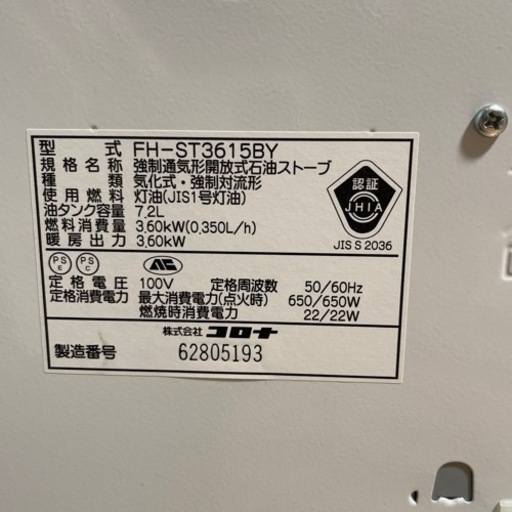 型式 FH-ST3615BY
規格名称 強制通気形開放式石油ストーブ
種類 気化式・強制対流形
使用燃料 灯油(JIS1号灯油)
油タンク容量 7.2L
燃料消費量 3.60kW(0.350L/h)
暖房出力 3.60kW
認証
JHIA
JIS S 2036
PS E
PS C
定格電圧 100V 定格周波数 50/60Hz
定格消費電力 最大消費電力(点火時) 650/650W
燃焼時消費電力 22/22W
株式会社 コロナ
製造番号 62805193